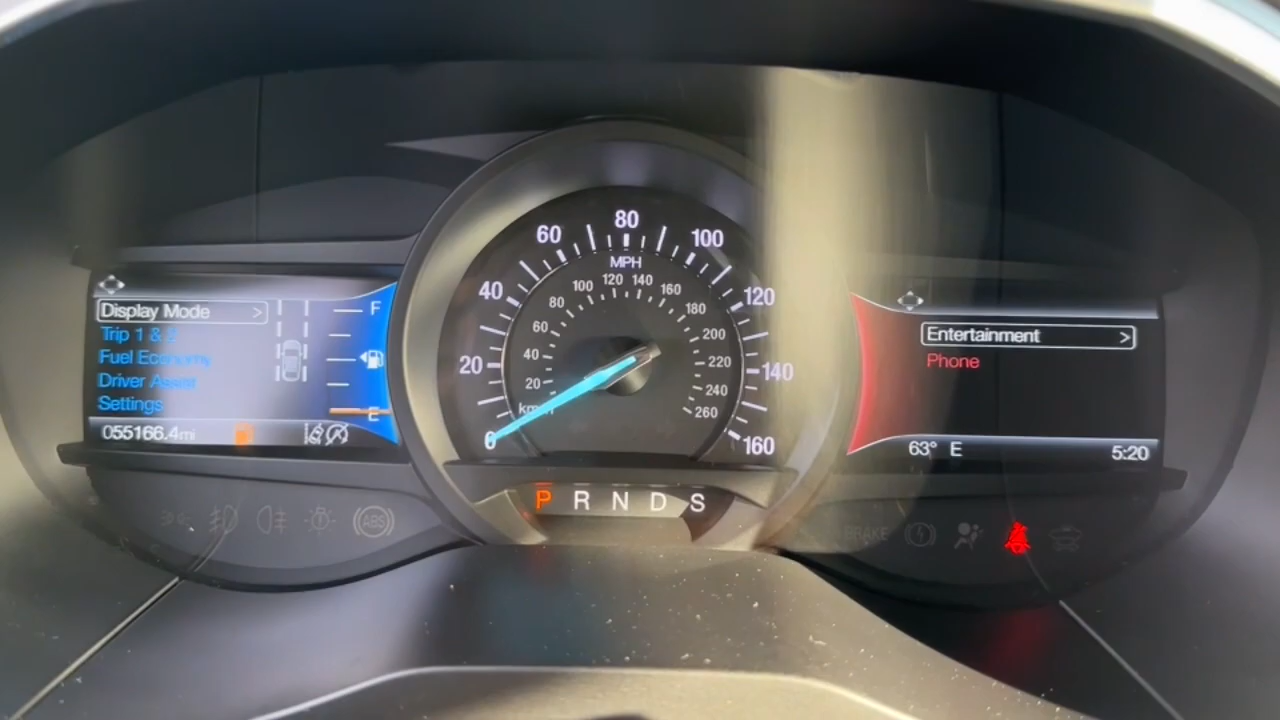 Display Mode >
Trip 1 & 2
Fuel Economy
Driver Assist
Settings
055166.4 mi
F
E
0
20
40
60
80
100
120
140
160
MPH
km/h
20
40
60
80
100
120
140
160
180
200
220
240
260
P R N D S
Entertainment >
Phone
63° E
5:20
ABS
BRAKE